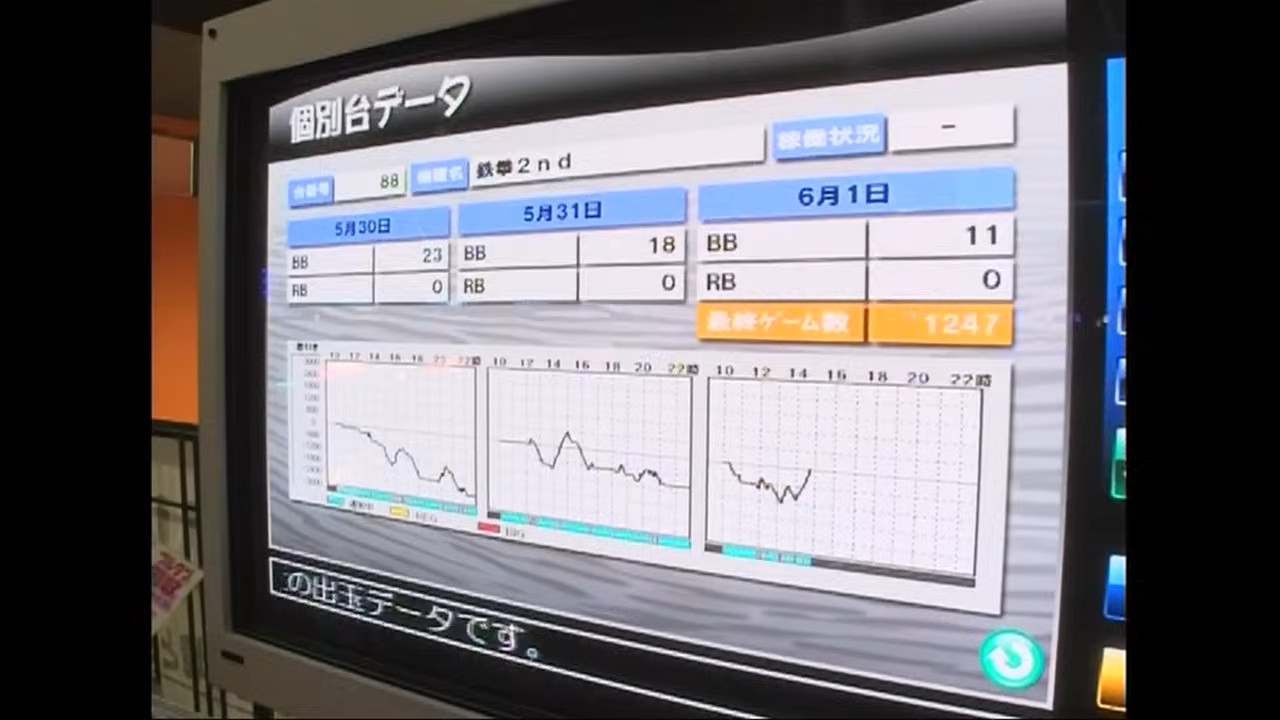 個別台データ
台番号 88 機種名 鉄拳2nd 稼働状況 -
5月30日 5月31日 6月1日
BB 23 BB 18 BB 11
RB 0 RB 0 RB 0
最終ゲーム数 1247
10 12 14 16 18 20 22時 10 12 14 16 18 20 22時 10 12 14 16 18 20 22時
の出玉データです。